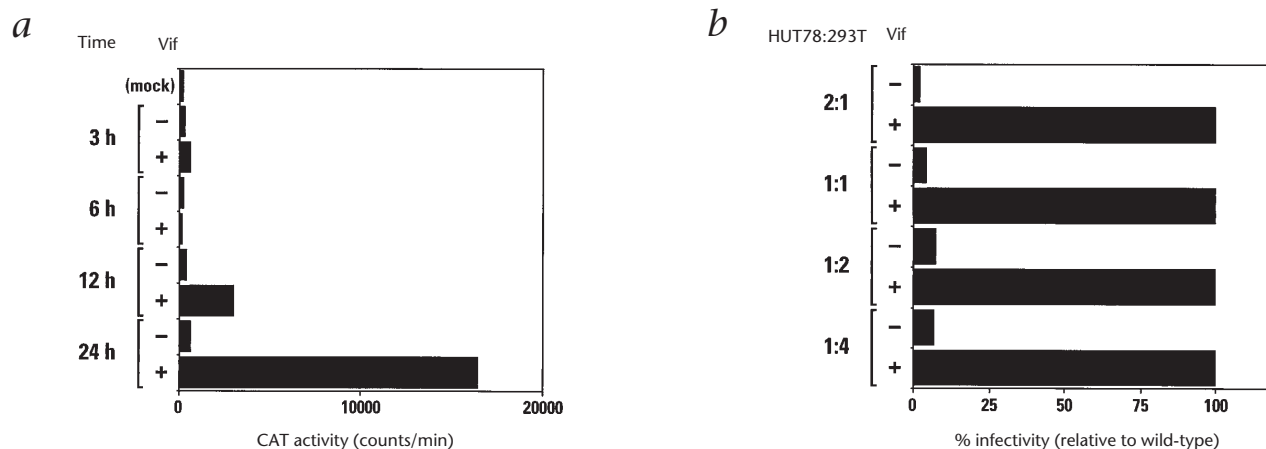 a
Time Vif
(mock)
3 h
−
+
6 h
−
+
12 h
−
+
24 h
−
+
0 10000 20000
CAT activity (counts/min)
b
HUT78:293T Vif
2:1
−
+
1:1
−
+
1:2
−
+
1:4
−
+
0 25 50 75 100
% infectivity (relative to wild-type)